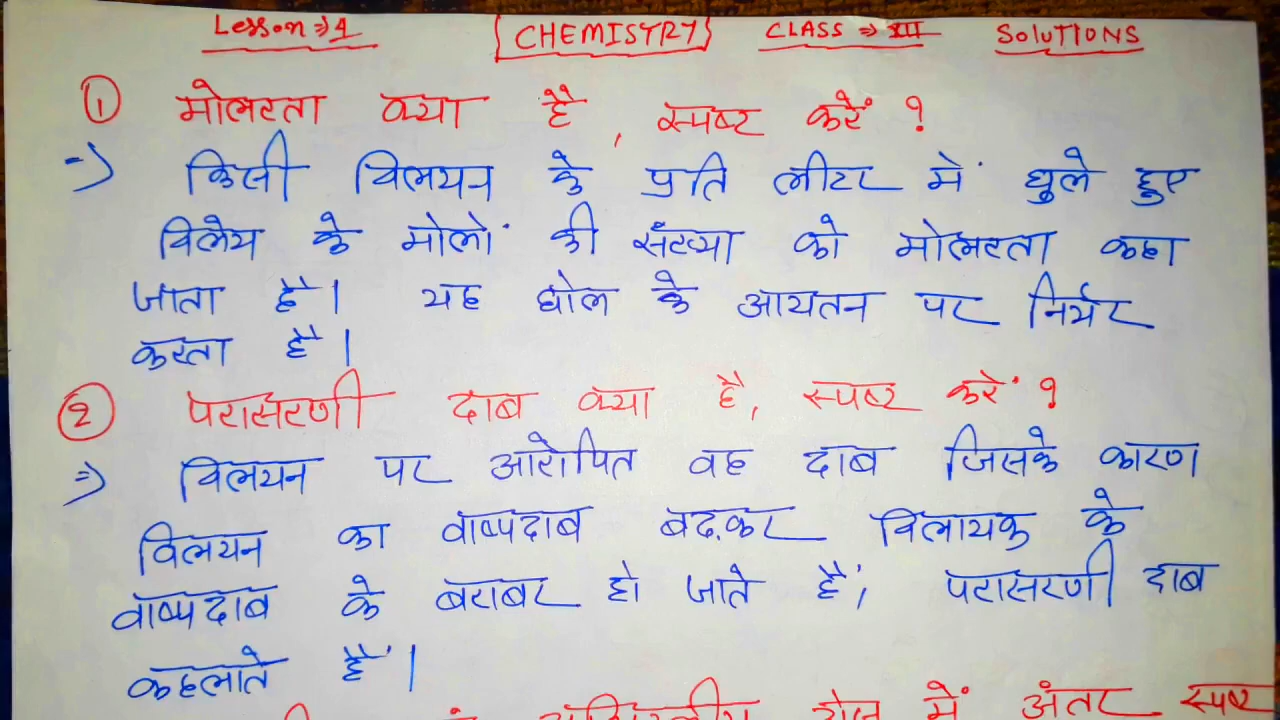 Lesson ⇒ 1 [CHEMISTRY] CLASS ⇒ XII SOLUTIONS
① मोलरता क्या है , स्पष्ट करें ?
⇒ किसी विलयन के प्रति लीटर में घुले हुए
विलेय के मोलों की संख्या को मोलरता कहा
जाता है। यह घोल के आयतन पर निर्भर
करता है।
② परासरणी दाब क्या है, स्पष्ट करें ?
⇒ विलयन पर आरोपित वह दाब जिसके कारण
विलयन का वाष्पदाब बढ़कर विलायक के
वाष्पदाब के बराबर हो जाते हैं, परासरणी दाब
कहलाते हैं।
में अंतर स्पष्ट